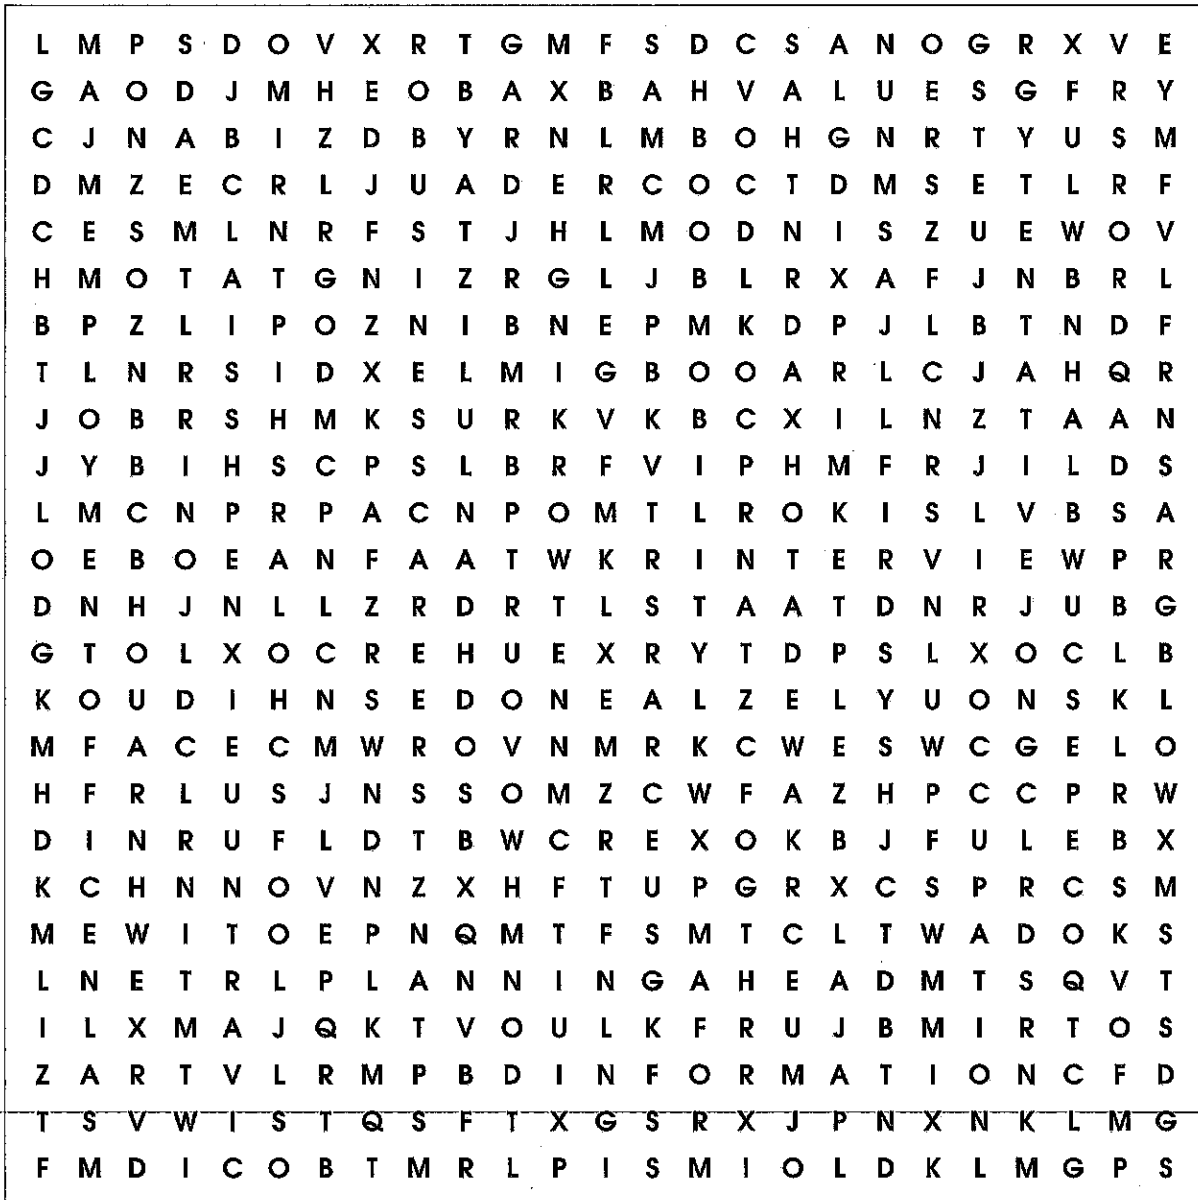 L M P S D O V X R T G M F S D C S A N O G R X V E
G A O D J M H E O B A X B A H V A L U E S G F R Y
C J N A B I Z D B Y R N L M B O H G N R T Y U S M
D M Z E C R L J U A D E R C O C T D M S E T L R F
C E S M L N R F S T J H L M O D N I S Z U E W O V
H M O T A T G N I Z R G L J B L R X A F J N B R L
B P Z L I P O Z N I B N E P M K D P J L B T N D F
T L N R S I D X E L M I G B O O A R L C J A H Q R
J O B R S H M K S U R K V K B C X I L N Z T A A N
J Y B I H S C P S L B R F V I P H M F R J I L D S
L M C N P R P A C N P O M T L R O K I S L V B S A
O E B O E A N F A A T W K R I N T E R V I E W P R
D N H J N L L Z R D R T L S T A A T D N R J U B G
G T O L X O C R E H U E X R Y T D P S L X O C L B
K O U D I H N S E D O N E A L Z E L Y U O N S K L
M F A C E C M W R O V N M R K C W E S W C G E L O
H F R L U S J N S S O M Z C W F A Z H P C C P R W
D I N R U F L D T B W C R E X O K B J F U L E B X
K C H N N O V N Z X H F T U P G R X C S P R C S M
M E W I T O E P N Q M T F S M T C L T W A D O K S
L N E T R L P L A N N I N G A H E A D M T S Q V T
I L X M A J Q K T V O U L K F R U J B M I R T O S
Z A R T V L R M P B D I N F O R M A T I O N C F D
T S V W I S T Q S F T X G S R X J P N X N K L M G
F M D I C O B T M R L P I S M I O L D K L M G P S